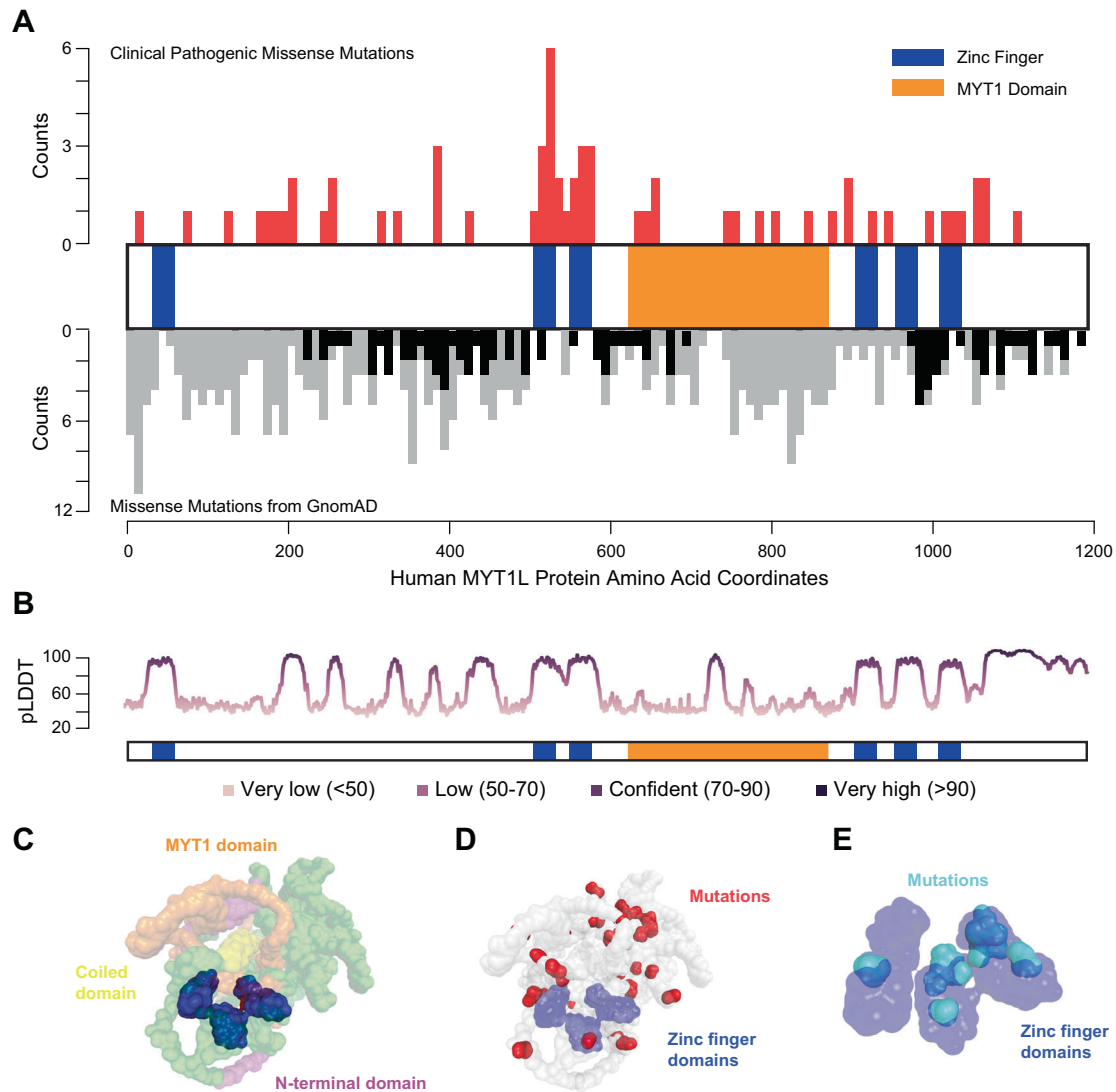 A
Clinical Pathogenic Missense Mutations
Zinc Finger
MYT1 Domain
Counts
6
3
0
Counts
0
6
12
Missense Mutations from GnomAD
0 200 400 600 800 1000 1200
Human MYT1L Protein Amino Acid Coordinates
B
pLDDT
100
60
20
Very low (<50) Low (50-70) Confident (70-90) Very high (>90)
C
MYT1 domain
Coiled
domain
N-terminal domain
D
Mutations
Zinc finger
domains
E
Mutations
Zinc finger
domains